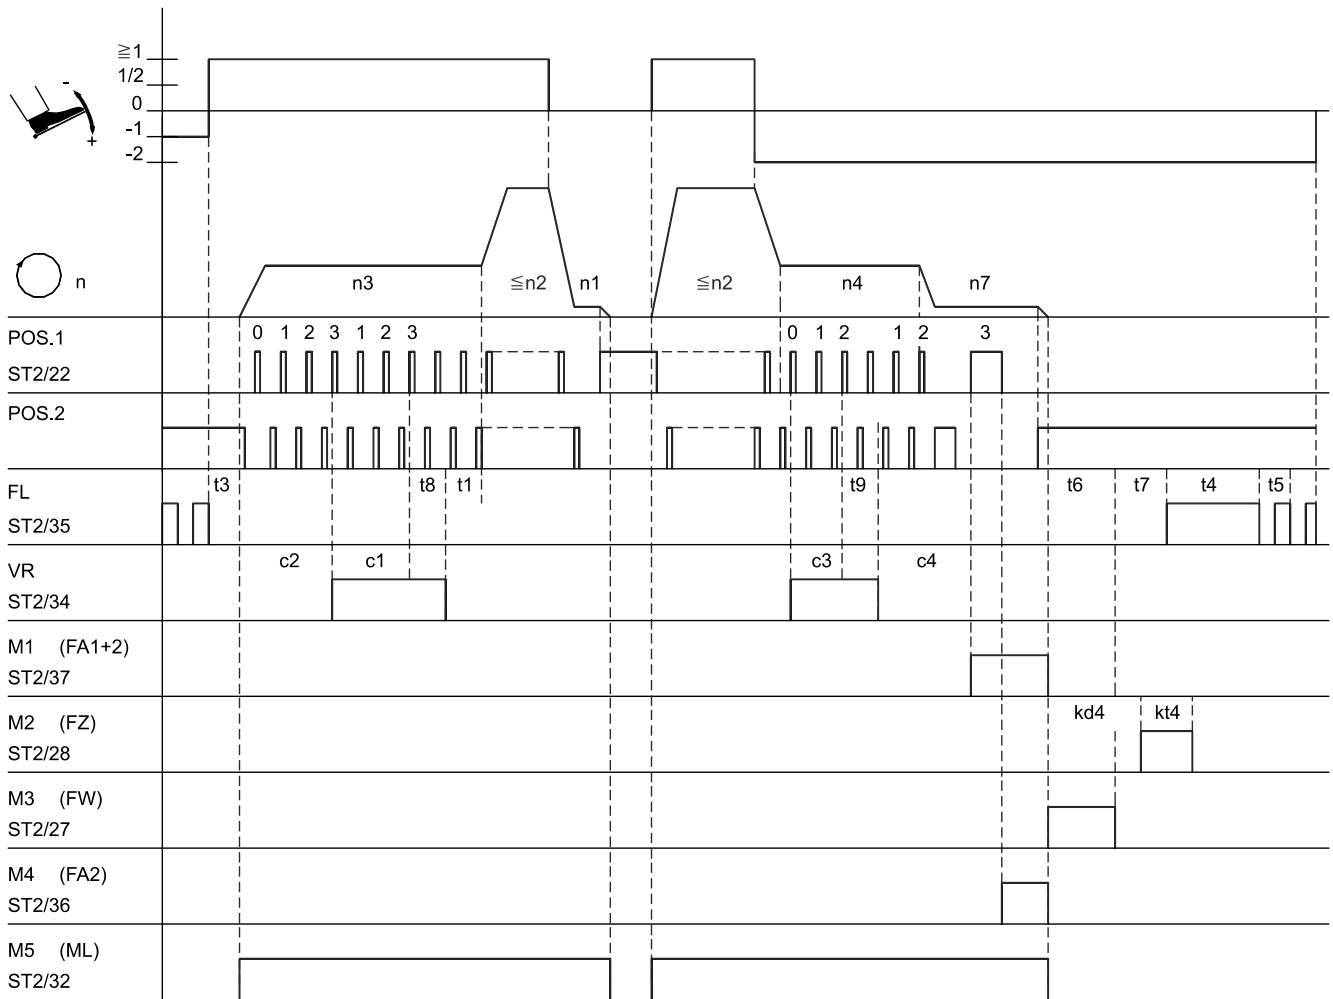 ≧1
1/2
0
-1
-2
-
+
n
n3
≦n2
n1
≦n2
n4
n7
POS.1
0 1 2 3 1 2 3
0 1 2 1 2 3
ST2/22
POS.2
FL
t3
t8
t1
t9
t6
t7
t4
t5
ST2/35
VR
c2
c1
c3
c4
ST2/34
M1 (FA1+2)
ST2/37
M2 (FZ)
kd4
kt4
ST2/28
M3 (FW)
ST2/27
M4 (FA2)
ST2/36
M5 (ML)
ST2/32